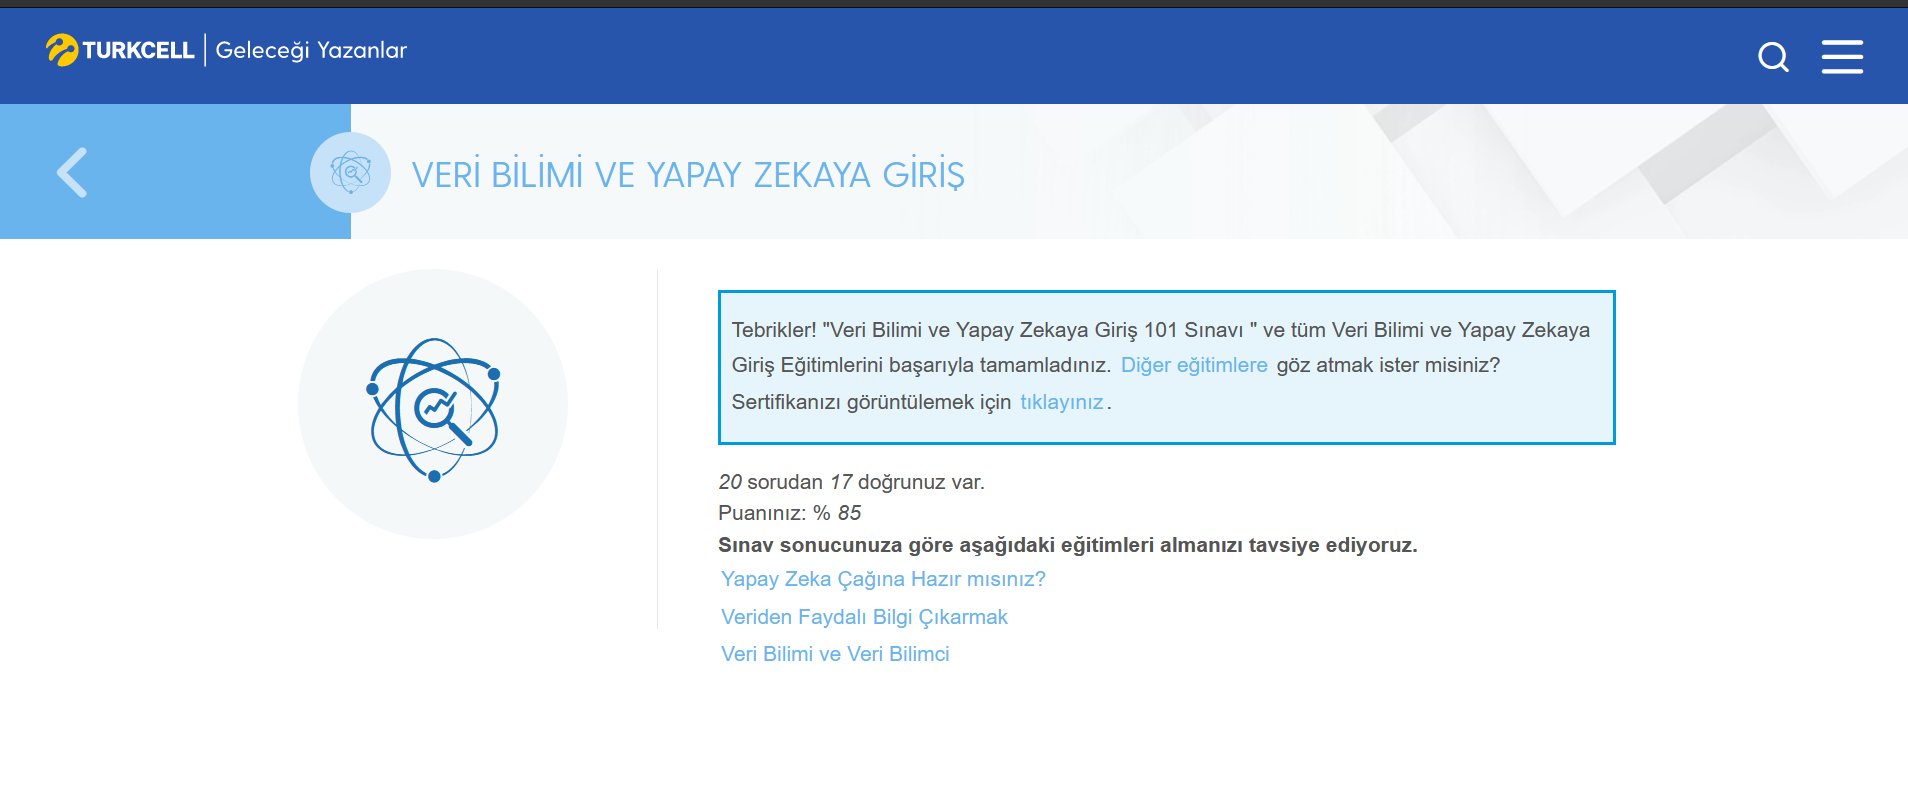 TURKCELL | Geleceği Yazanlar
VERİ BİLİMİ VE YAPAY ZEKAYA GİRİŞ
Tebrikler! "Veri Bilimi ve Yapay Zekaya Giriş 101 Sınavı " ve tüm Veri Bilimi ve Yapay Zekaya
Giriş Eğitimlerini başarıyla tamamladınız. Diğer eğitimlere göz atmak ister misiniz?
Sertifikanızı görüntülemek için tıklayınız.
20 sorudan 17 doğrunuz var.
Puanınız: % 85
Sınav sonucunuza göre aşağıdaki eğitimleri almanızı tavsiye ediyoruz.
Yapay Zeka Çağına Hazır mısınız?
Veriden Faydalı Bilgi Çıkarmak
Veri Bilimi ve Veri Bilimci